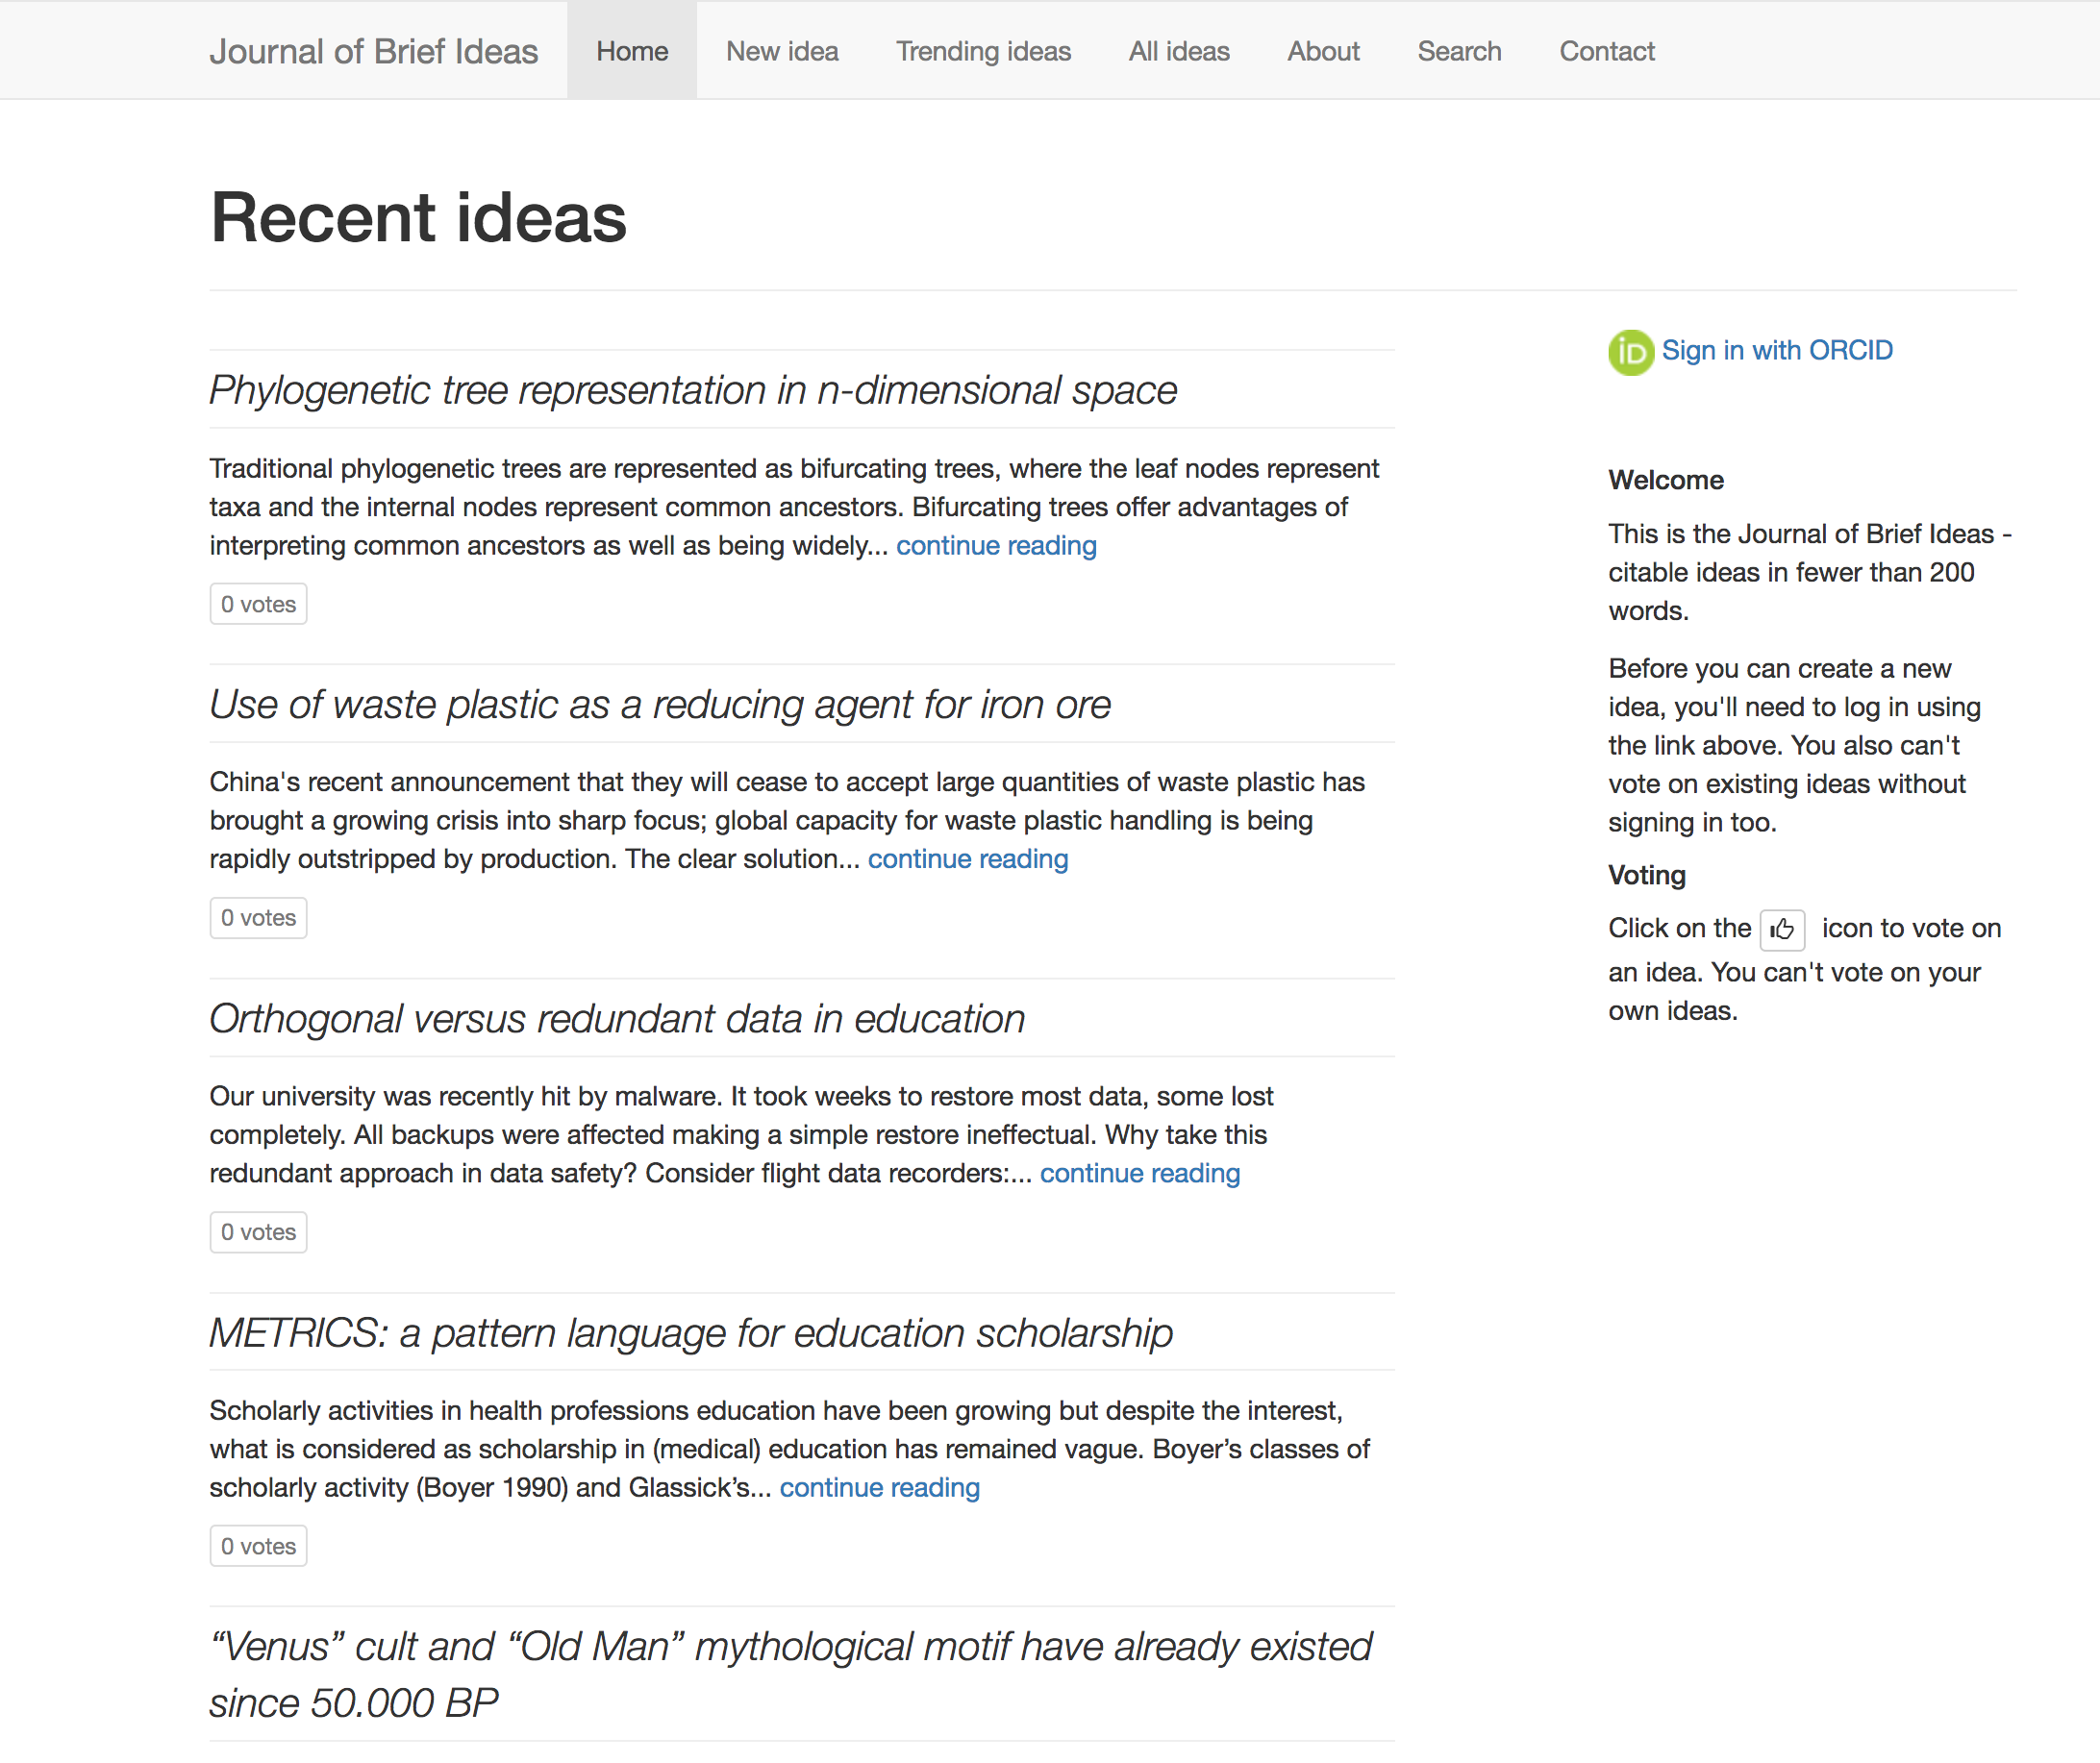 Journal of Brief Ideas Home New idea Trending ideas All ideas About Search Contact
Recent ideas
Phylogenetic tree representation in n-dimensional space
Traditional phylogenetic trees are represented as bifurcating trees, where the leaf nodes represent
taxa and the internal nodes represent common ancestors. Bifurcating trees offer advantages of
interpreting common ancestors as well as being widely... continue reading
0 votes
Use of waste plastic as a reducing agent for iron ore
China's recent announcement that they will cease to accept large quantities of waste plastic has
brought a growing crisis into sharp focus; global capacity for waste plastic handling is being
rapidly outstripped by production. The clear solution... continue reading
0 votes
Orthogonal versus redundant data in education
Our university was recently hit by malware. It took weeks to restore most data, some lost
completely. All backups were affected making a simple restore ineffectual. Why take this
redundant approach in data safety? Consider flight data recorders:... continue reading
0 votes
METRICS: a pattern language for education scholarship
Scholarly activities in health professions education have been growing but despite the interest,
what is considered as scholarship in (medical) education has remained vague. Boyer’s classes of
scholarly activity (Boyer 1990) and Glassick’s... continue reading
0 votes
“Venus” cult and “Old Man” mythological motif have already existed
since 50.000 BP
iD Sign in with ORCID
Welcome
This is the Journal of Brief Ideas -
citable ideas in fewer than 200
words.
Before you can create a new
idea, you'll need to log in using
the link above. You also can't
vote on existing ideas without
signing in too.
Voting
Click on the icon to vote on
an idea. You can't vote on your
own ideas.